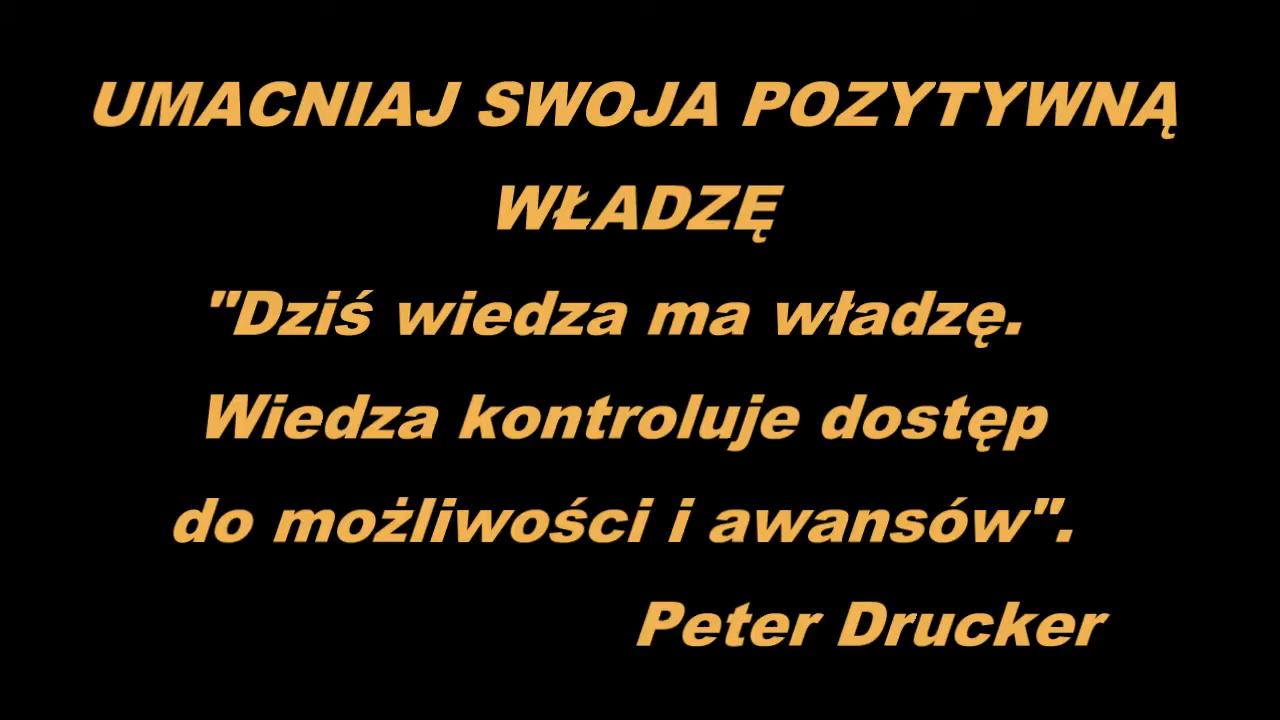 UMACNIAJ SWOJA POZYTYWNĄ
WŁADZĘ
"Dziś wiedza ma władzę.
Wiedza kontroluje dostęp
do możliwości i awansów".
Peter Drucker